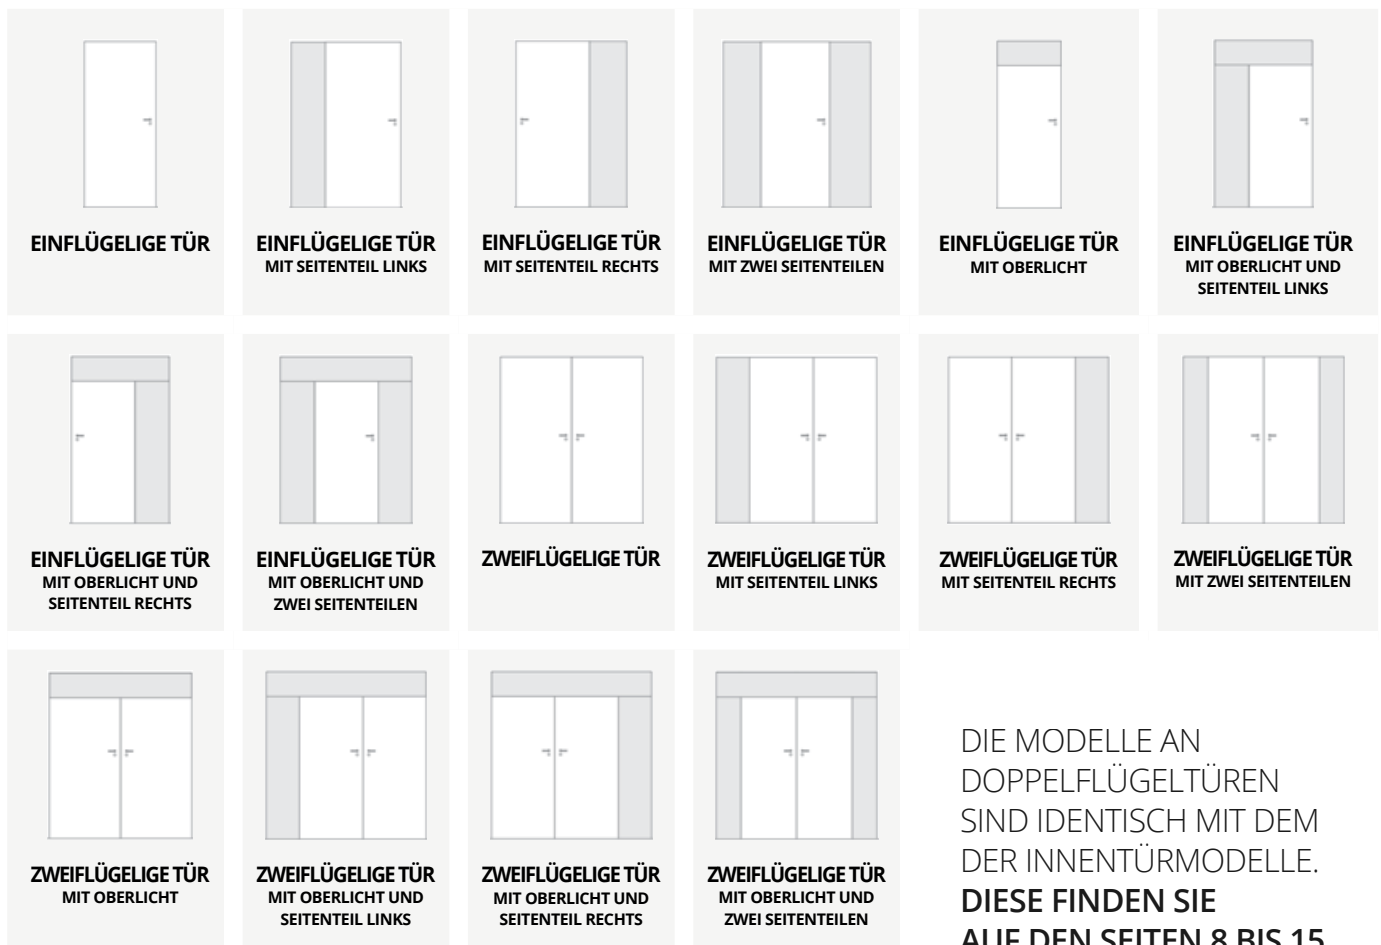 EINFLÜGELIGE TÜR
EINFLÜGELIGE TÜR
MIT SEITENTEIL LINKS
EINFLÜGELIGE TÜR
MIT SEITENTEIL RECHTS
EINFLÜGELIGE TÜR
MIT ZWEI SEITENTEILEN
EINFLÜGELIGE TÜR
MIT OBERLICHT
EINFLÜGELIGE TÜR
MIT OBERLICHT UND
SEITENTEIL LINKS
EINFLÜGELIGE TÜR
MIT OBERLICHT UND
SEITENTEIL RECHTS
EINFLÜGELIGE TÜR
MIT OBERLICHT UND
ZWEI SEITENTEILEN
ZWEIFLÜGELIGE TÜR
ZWEIFLÜGELIGE TÜR
MIT SEITENTEIL LINKS
ZWEIFLÜGELIGE TÜR
MIT SEITENTEIL RECHTS
ZWEIFLÜGELIGE TÜR
MIT ZWEI SEITENTEILEN
ZWEIFLÜGELIGE TÜR
MIT OBERLICHT
ZWEIFLÜGELIGE TÜR
MIT OBERLICHT UND
SEITENTEIL LINKS
ZWEIFLÜGELIGE TÜR
MIT OBERLICHT UND
SEITENTEIL RECHTS
ZWEIFLÜGELIGE TÜR
MIT OBERLICHT UND
ZWEI SEITENTEILEN
DIE MODELLE AN
DOPPELFLÜGELTÜREN
SIND IDENTISCH MIT DEM
DER INNENTÜRMODELLE.
DIESE FINDEN SIE
AUF DEN SEITEN 8 BIS 15